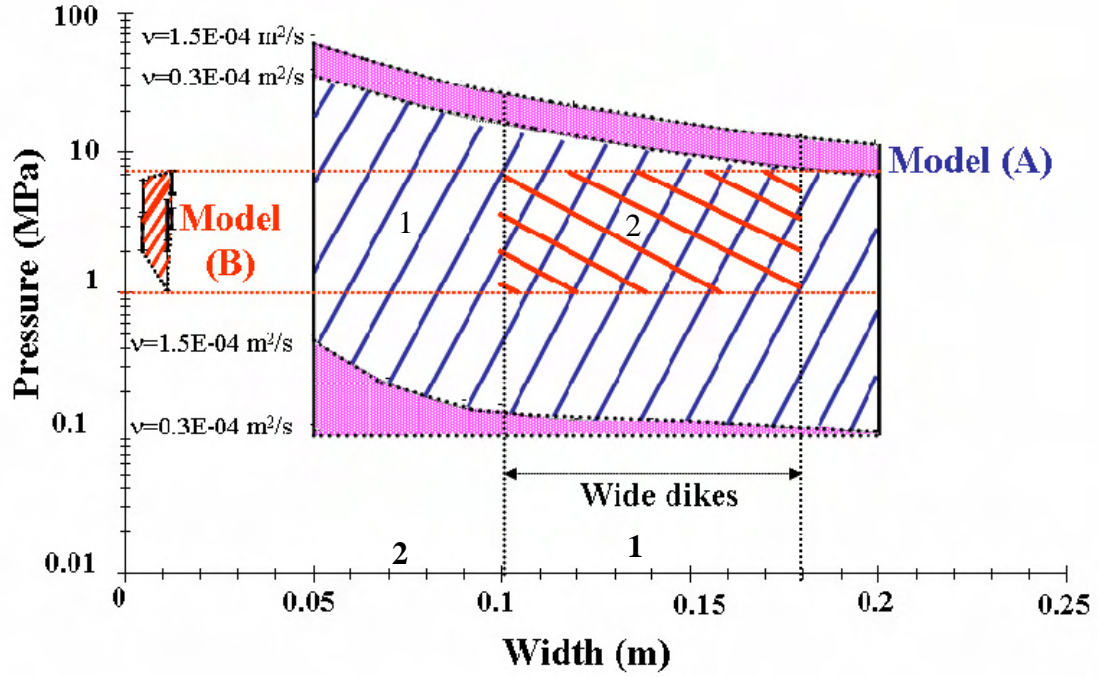 100
ν=1.5E-04 m²/s
ν=0.3E-04 m²/s
10
Model (A)
Model
(B)
1
2
1
ν=1.5E-04 m²/s
ν=0.3E-04 m²/s
0.1
Wide dikes
2
1
0.01
0
0.05
0.1
0.15
0.2
0.25
Width (m)
Pressure (MPa)